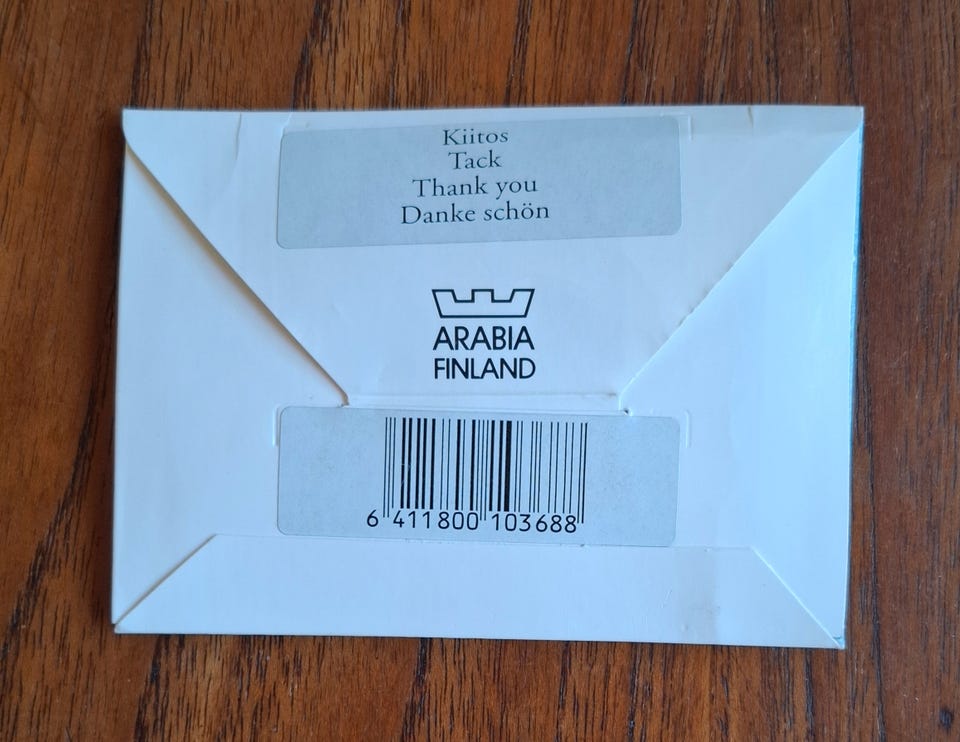 Kiitos
Tack
Thank you
Danke schön
ARABIA
FINLAND
6 411800 103688